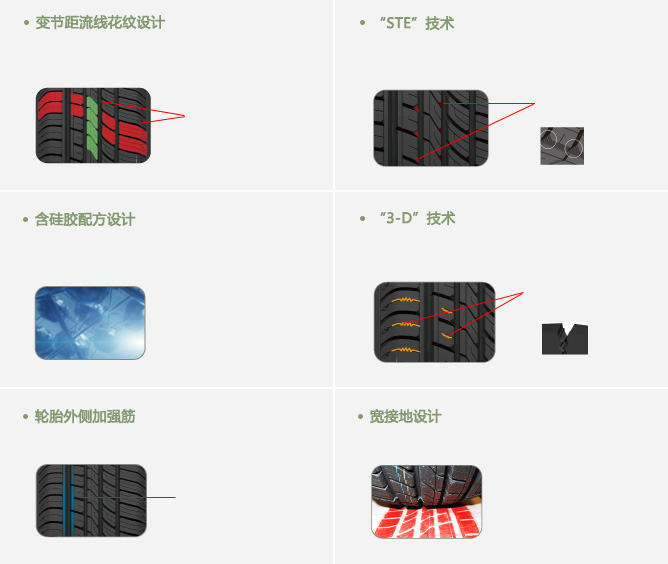 • 变节距流线花纹设计
• “STE”技术
• 含硅胶配方设计
• “3-D”技术
• 轮胎外侧加强筋
• 宽接地设计